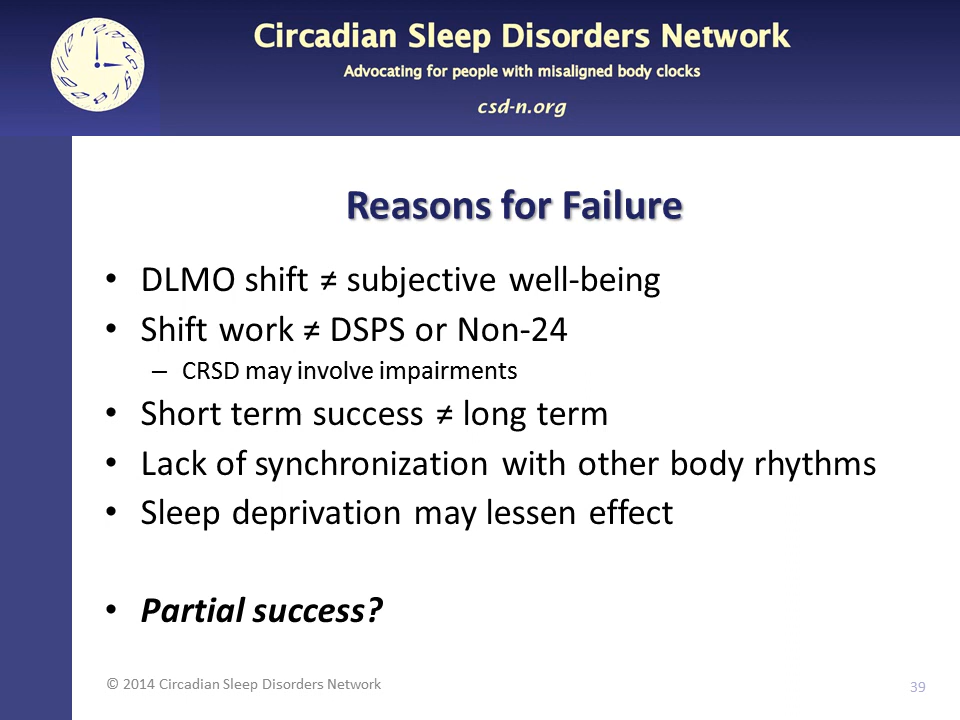 Circadian Sleep Disorders Network
Advocating for people with misaligned body clocks
csd-n.org
Reasons for Failure
• DLMO shift ≠ subjective well-being
• Shift work ≠ DSPS or Non-24
– CRSD may involve impairments
• Short term success ≠ long term
• Lack of synchronization with other body rhythms
• Sleep deprivation may lessen effect
• Partial success?
© 2014 Circadian Sleep Disorders Network
39